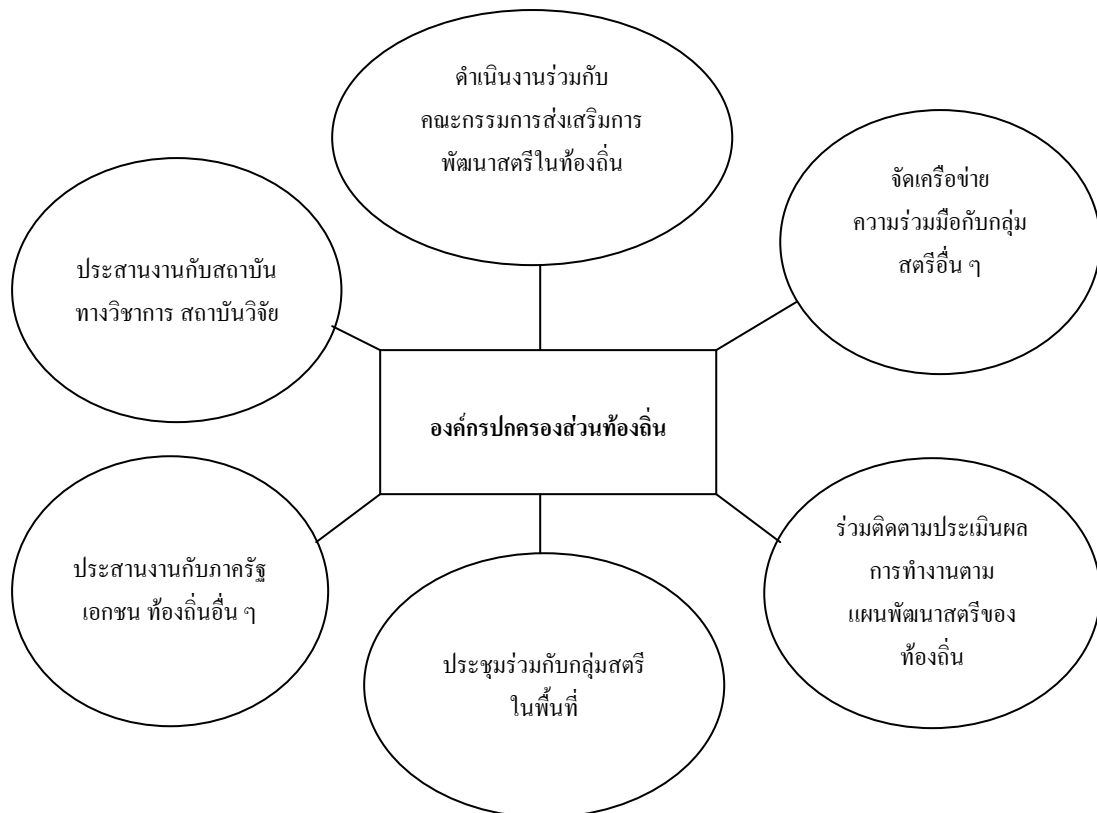 ดำเนินงานร่วมกับ
คณะกรรมการส่งเสริมการ
พัฒนาสตรีในท้องถิ่น
จัดเครือข่าย
ความร่วมมือกับกลุ่ม
สตรีอื่น ๆ
ประสานงานกับสถาบัน
ทางวิชาการ สถาบันวิจัย
องค์กรปกครองส่วนท้องถิ่น
ร่วมติดตามประเมินผล
การทำงานตาม
แผนพัฒนาสตรีของ
ท้องถิ่น
ประสานงานกับภาครัฐ
เอกชน ท้องถิ่นอื่น ๆ
ประชุมร่วมกับกลุ่มสตรี
ในพื้นที่